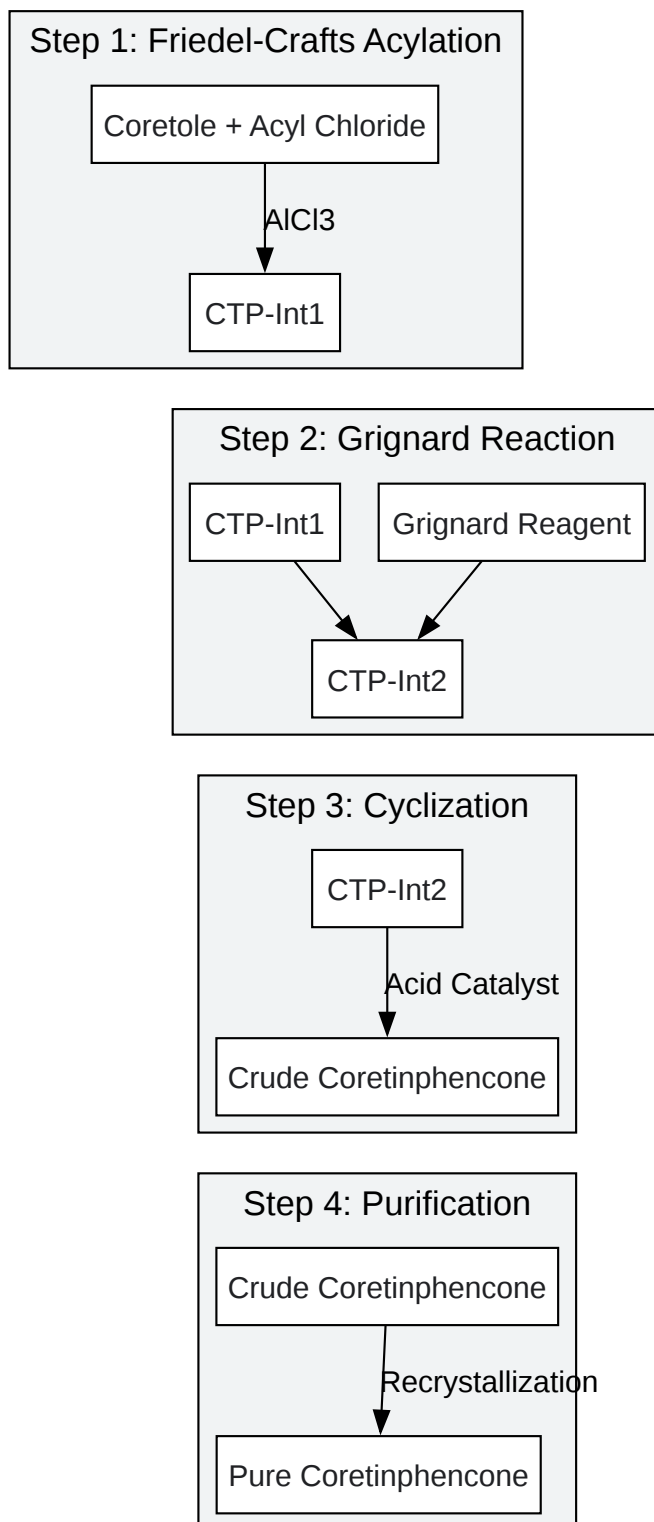 Step 1: Friedel-Crafts Acylation
Coretole + Acyl Chloride
AlCl3
CTP-Int1
Step 2: Grignard Reaction
CTP-Int1
Grignard Reagent
CTP-Int2
Step 3: Cyclization
CTP-Int2
Acid Catalyst
Crude Coretinphencone
Step 4: Purification
Crude Coretinphencone
Recrystallization
Pure Coretinphencone